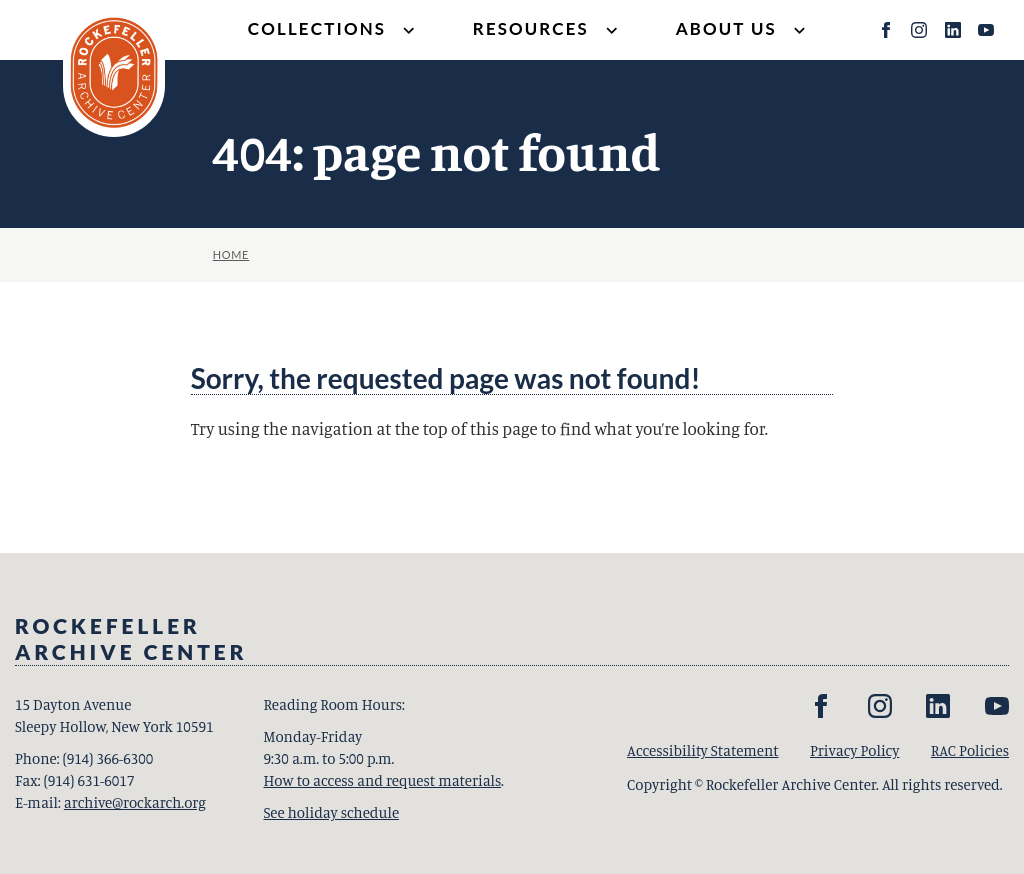 COLLECTIONS
RESOURCES
ABOUT US
ROCKEFELLER
ARCHIVE CENTER
404: page not found
HOME
Sorry, the requested page was not found!
Try using the navigation at the top of this page to find what you're looking for.
ROCKEFELLER
ARCHIVE CENTER
15 Dayton Avenue
Sleepy Hollow, New York 10591
Phone: (914) 366-6300
Fax: (914) 631-6017
E-mail: archive@rockarch.org
Reading Room Hours:
Monday-Friday
9:30 a.m. to 5:00 p.m.
How to access and request materials.
See holiday schedule
Accessibility Statement
Privacy Policy
RAC Policies
Copyright © Rockefeller Archive Center. All rights reserved.